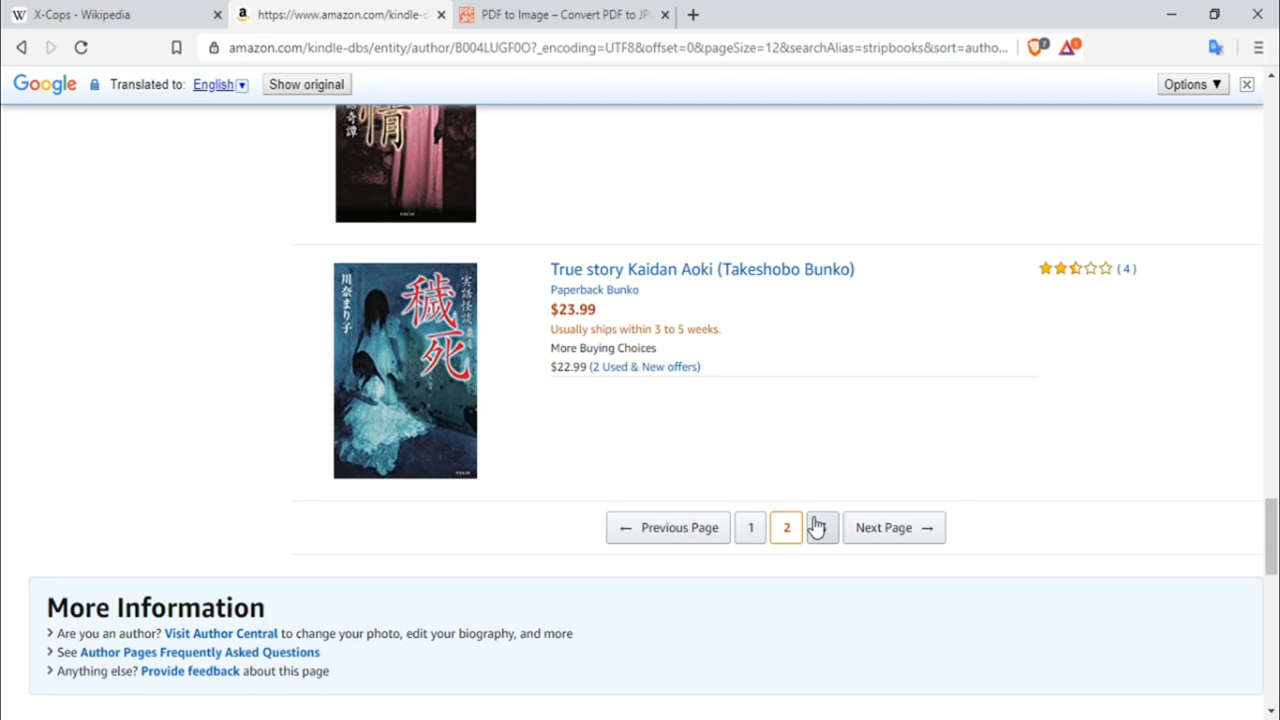 X-Cops - Wikipedia
https://www.amazon.com/kindle-d
PDF to Image – Convert PDF to JP
amazon.com/kindle-dbs/entity/author/B004LUGF0O?_encoding=UTF8&offset=0&pageSize=12&searchAlias=stripbooks&sort=autho...
Google Translated to: English Show original Options ▼
情
奇譚
True story Kaidan Aoki (Takeshobo Bunko)
(4)
Paperback Bunko
$23.99
Usually ships within 3 to 5 weeks.
More Buying Choices
$22.99 (2 Used & New offers)
実話怪談
穢死
川奈まり子
← Previous Page 1 2 Next Page →
More Information
> Are you an author? Visit Author Central to change your photo, edit your biography, and more
> See Author Pages Frequently Asked Questions
> Anything else? Provide feedback about this page